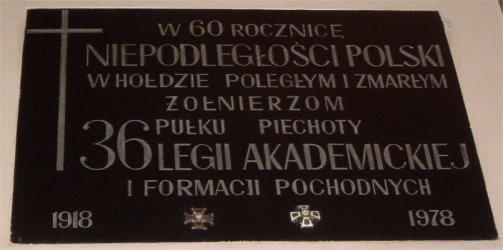 W 60 ROCZNICĘ
NIEPODLEGŁOŚCI POLSKI
W HOŁDZIE POLEGŁYM I ZMARŁYM
ŻOŁNIERZOM
36 PUŁKU PIECHOTY
LEGII AKADEMICKIEJ
I FORMACJI POCHODNYCH
1918 1978